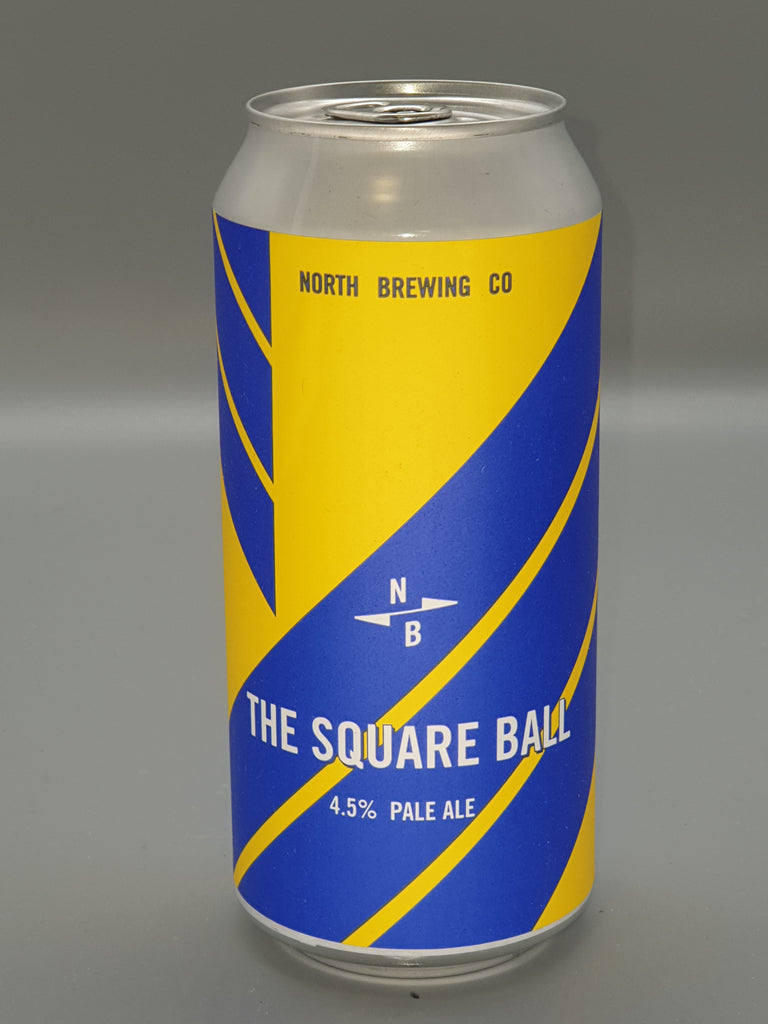 NORTH BREWING CO
N
B
THE SQUARE BALL
4.5% PALE ALE